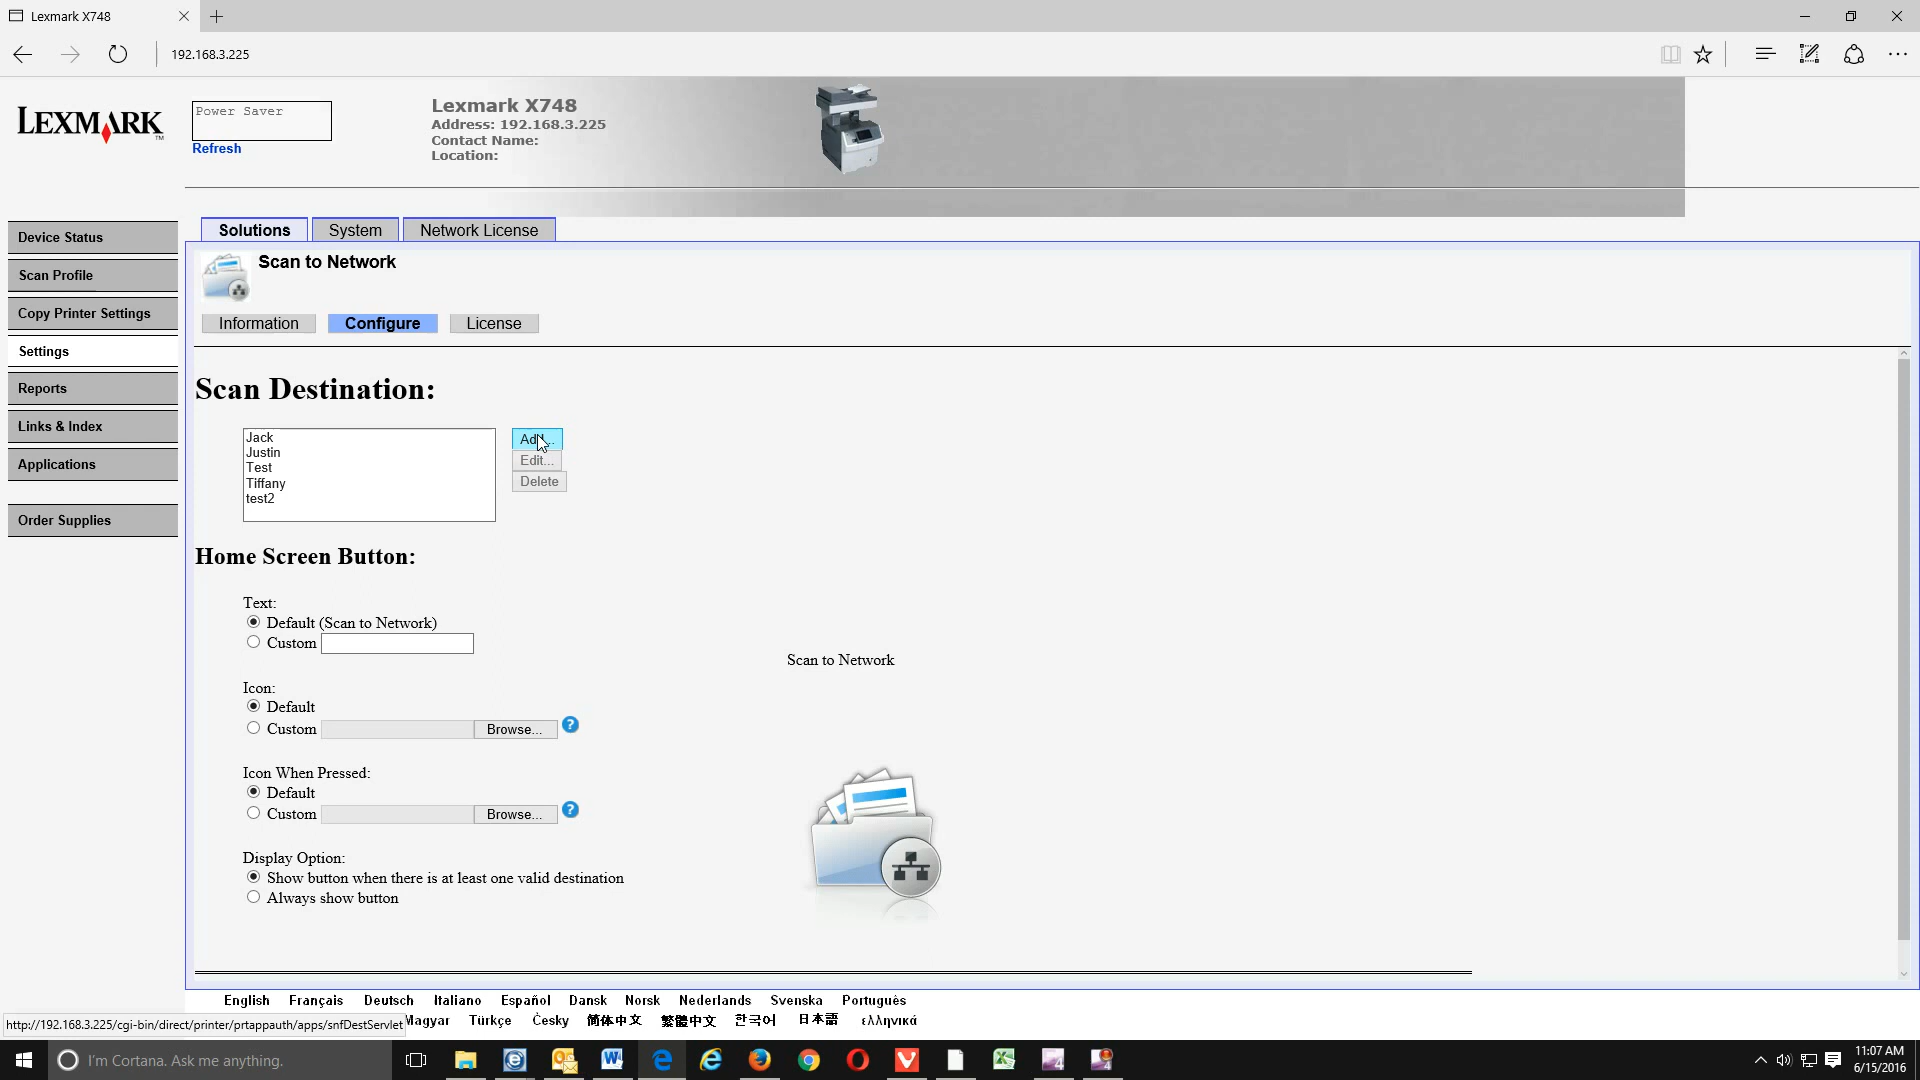 Lexmark X748
192.168.3.225
LEXMARK™
Power Saver
Refresh
Lexmark X748
Address: 192.168.3.225
Contact Name:
Location:
Device Status
Scan Profile
Copy Printer Settings
Settings
Reports
Links & Index
Applications
Order Supplies
Solutions System Network License
Scan to Network
Information Configure License
Scan Destination:
Jack
Justin
Test
Tiffany
test2
Edit...
Delete
Home Screen Button:
Text:
Default (Scan to Network)
Custom
Scan to Network
Icon:
Default
Custom Browse... ?
Icon When Pressed:
Default
Custom Browse... ?
Display Option:
Show button when there is at least one valid destination
Always show button
English Français Deutsch Italiano Español Dansk Norsk Nederlands Svenska Português
http://192.168.3.225/cgi-bin/direct/printer/prtappauth/apps/snfDestServlet
Magyar Türkçe Česky 简体中文 繁體中文 한국어 日本語 ελληνικά
I'm Cortana. Ask me anything.
11:07 AM
6/15/2016